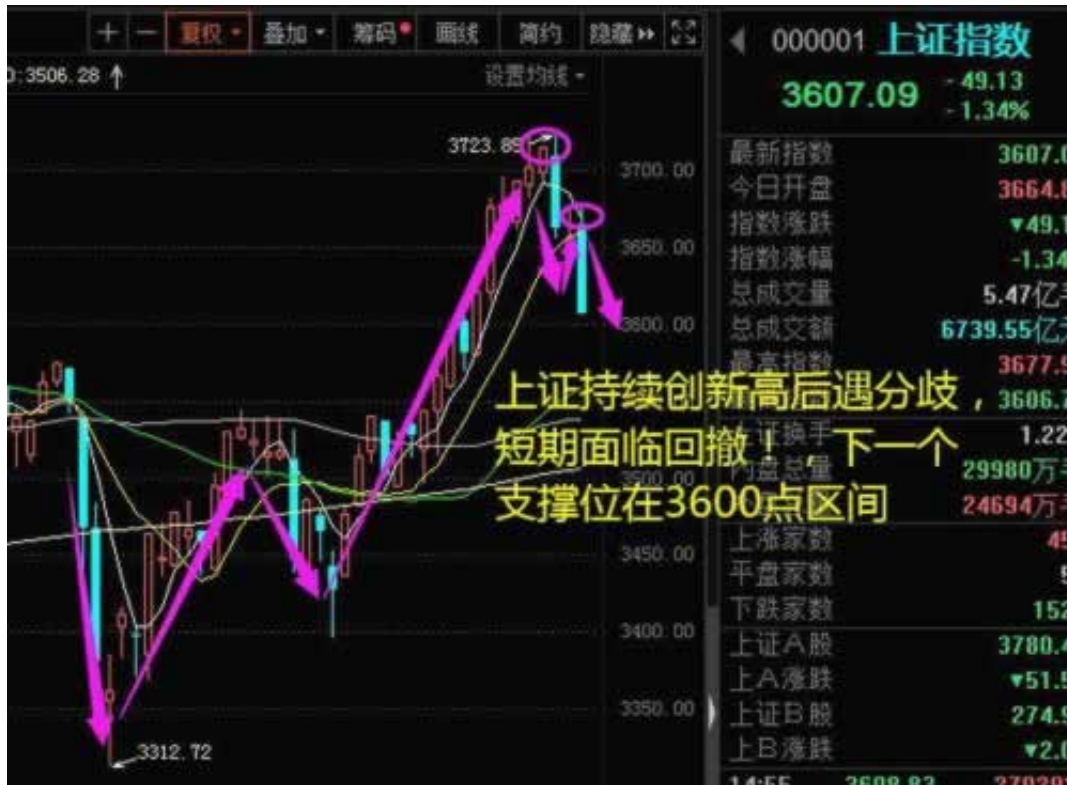 复权 叠加 筹码 画线 简约 隐藏
:3506.28 ↑
设置均线
3723.85
3700.00
3650.00
3600.00
3450.00
3400.00
3350.00
3312.72
上证持续创新高后遇分歧，
短期面临回撤！，下一个
支撑位在3600点区间
000001 上证指数
3607.09
-49.13
-1.34%
最新指数 3607.0
今日开盘 3664.8
指数涨跌 ▼49.1
指数涨幅 -1.34
总成交量 5.47亿
总成交额 6739.55亿
最高指数 3677.9
3606.7
换手 1.22
内盘总量 29980万
24694万
上涨家数 45
平盘家数
下跌家数 152
上证A股 3780.4
上A涨跌 ▼51.5
上证B股 274.9
上B涨跌 ▼2.0
14:55